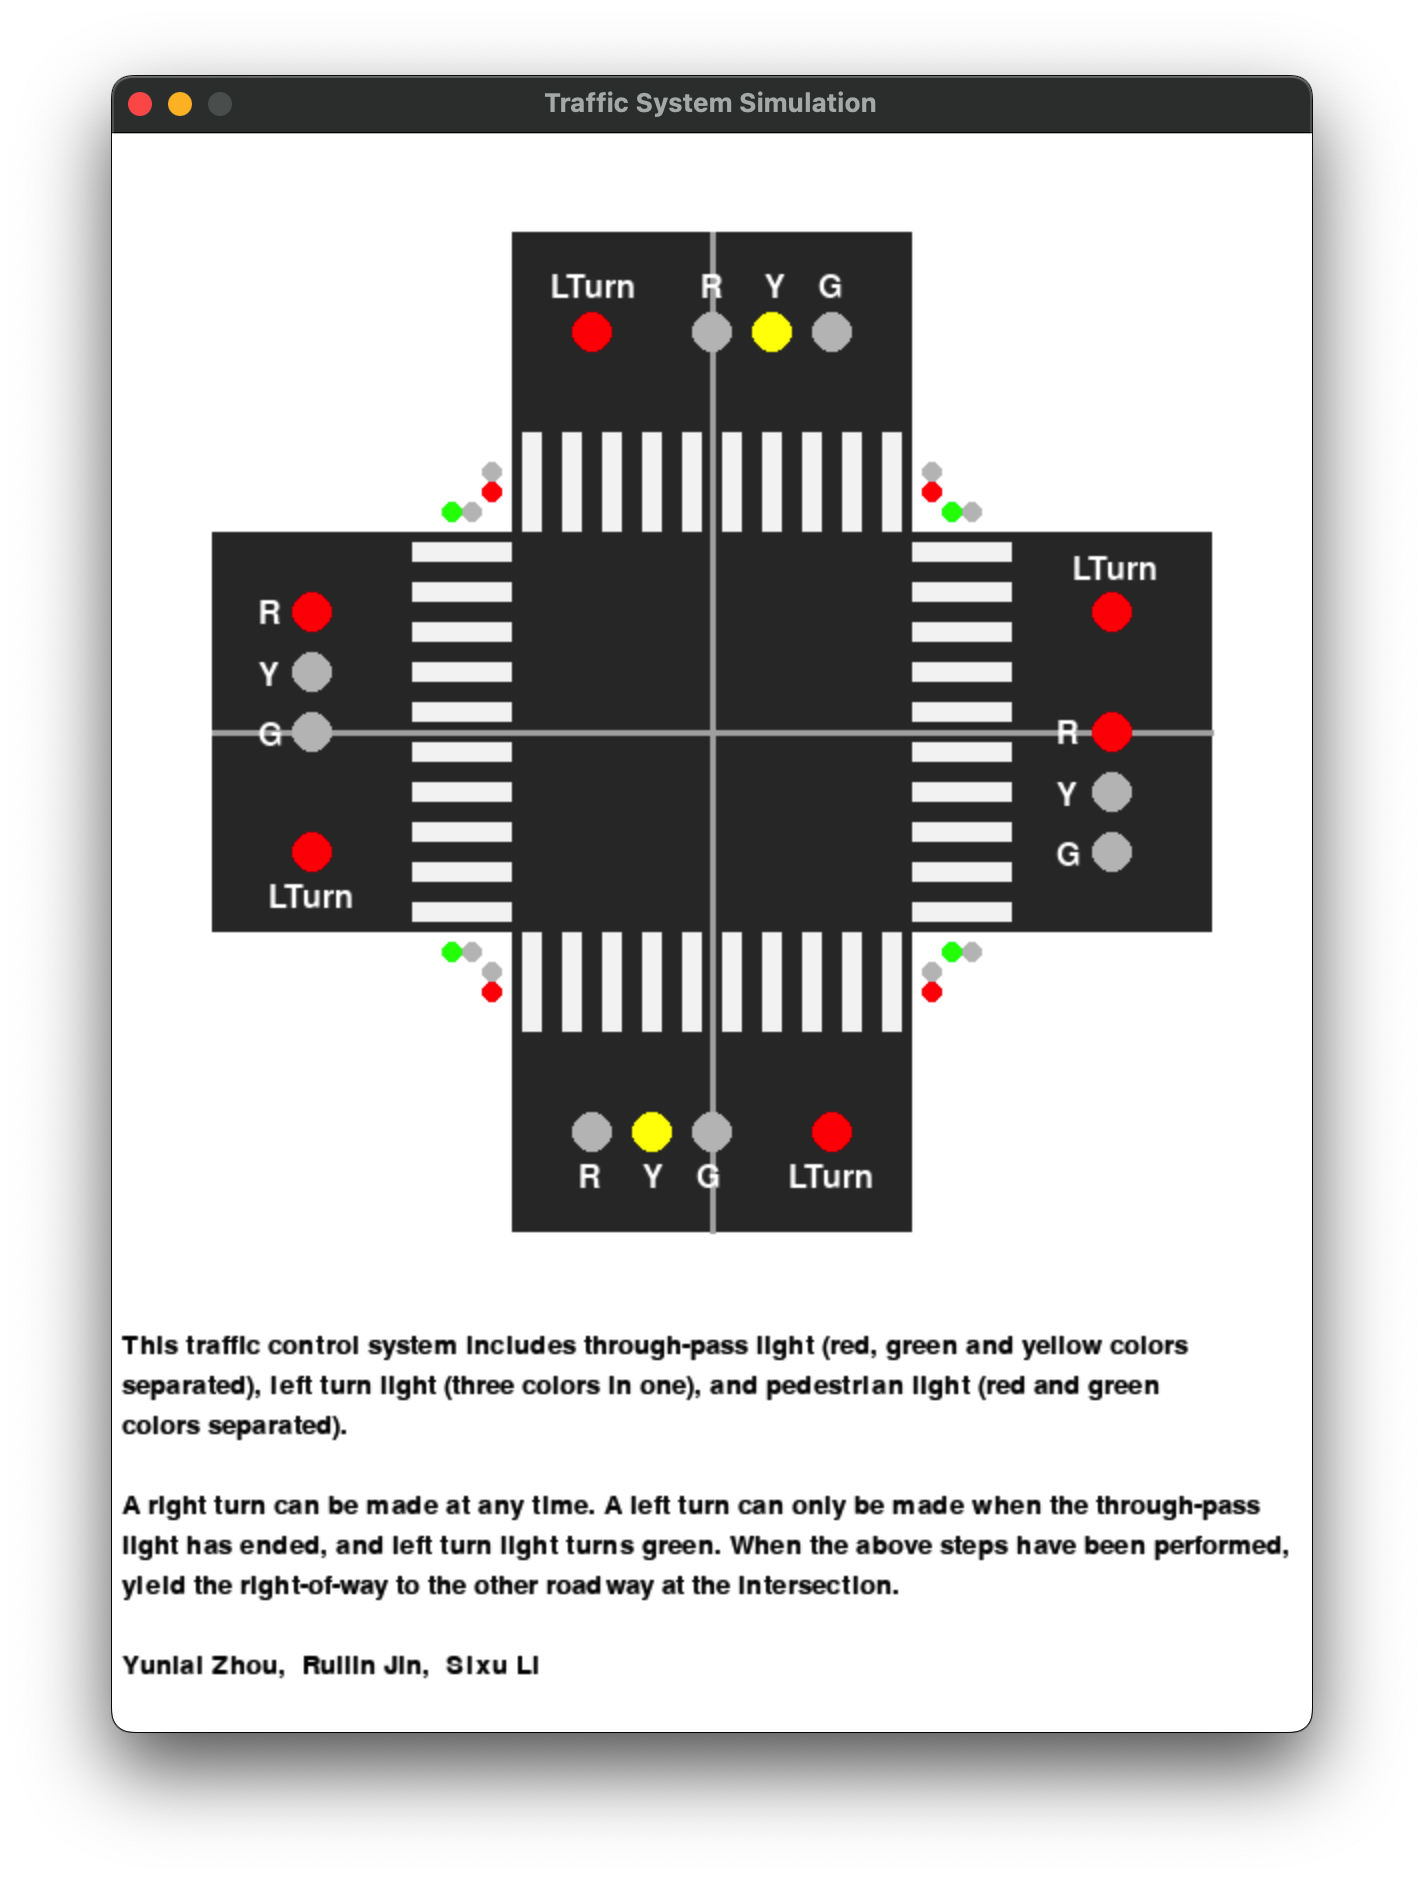 Traffic System Simulation
LTurn R Y G
LTurn
R
Y
G
R
Y
G
LTurn
R Y G LTurn
This traffic control system includes through-pass light (red, green and yellow colors
separated), left turn light (three colors in one), and pedestrian light (red and green
colors separated).
A right turn can be made at any time. A left turn can only be made when the through-pass
light has ended, and left turn light turns green. When the above steps have been performed,
yield the right-of-way to the other roadway at the intersection.
Yuniai Zhou, Ruilin Jin, Sixu Li